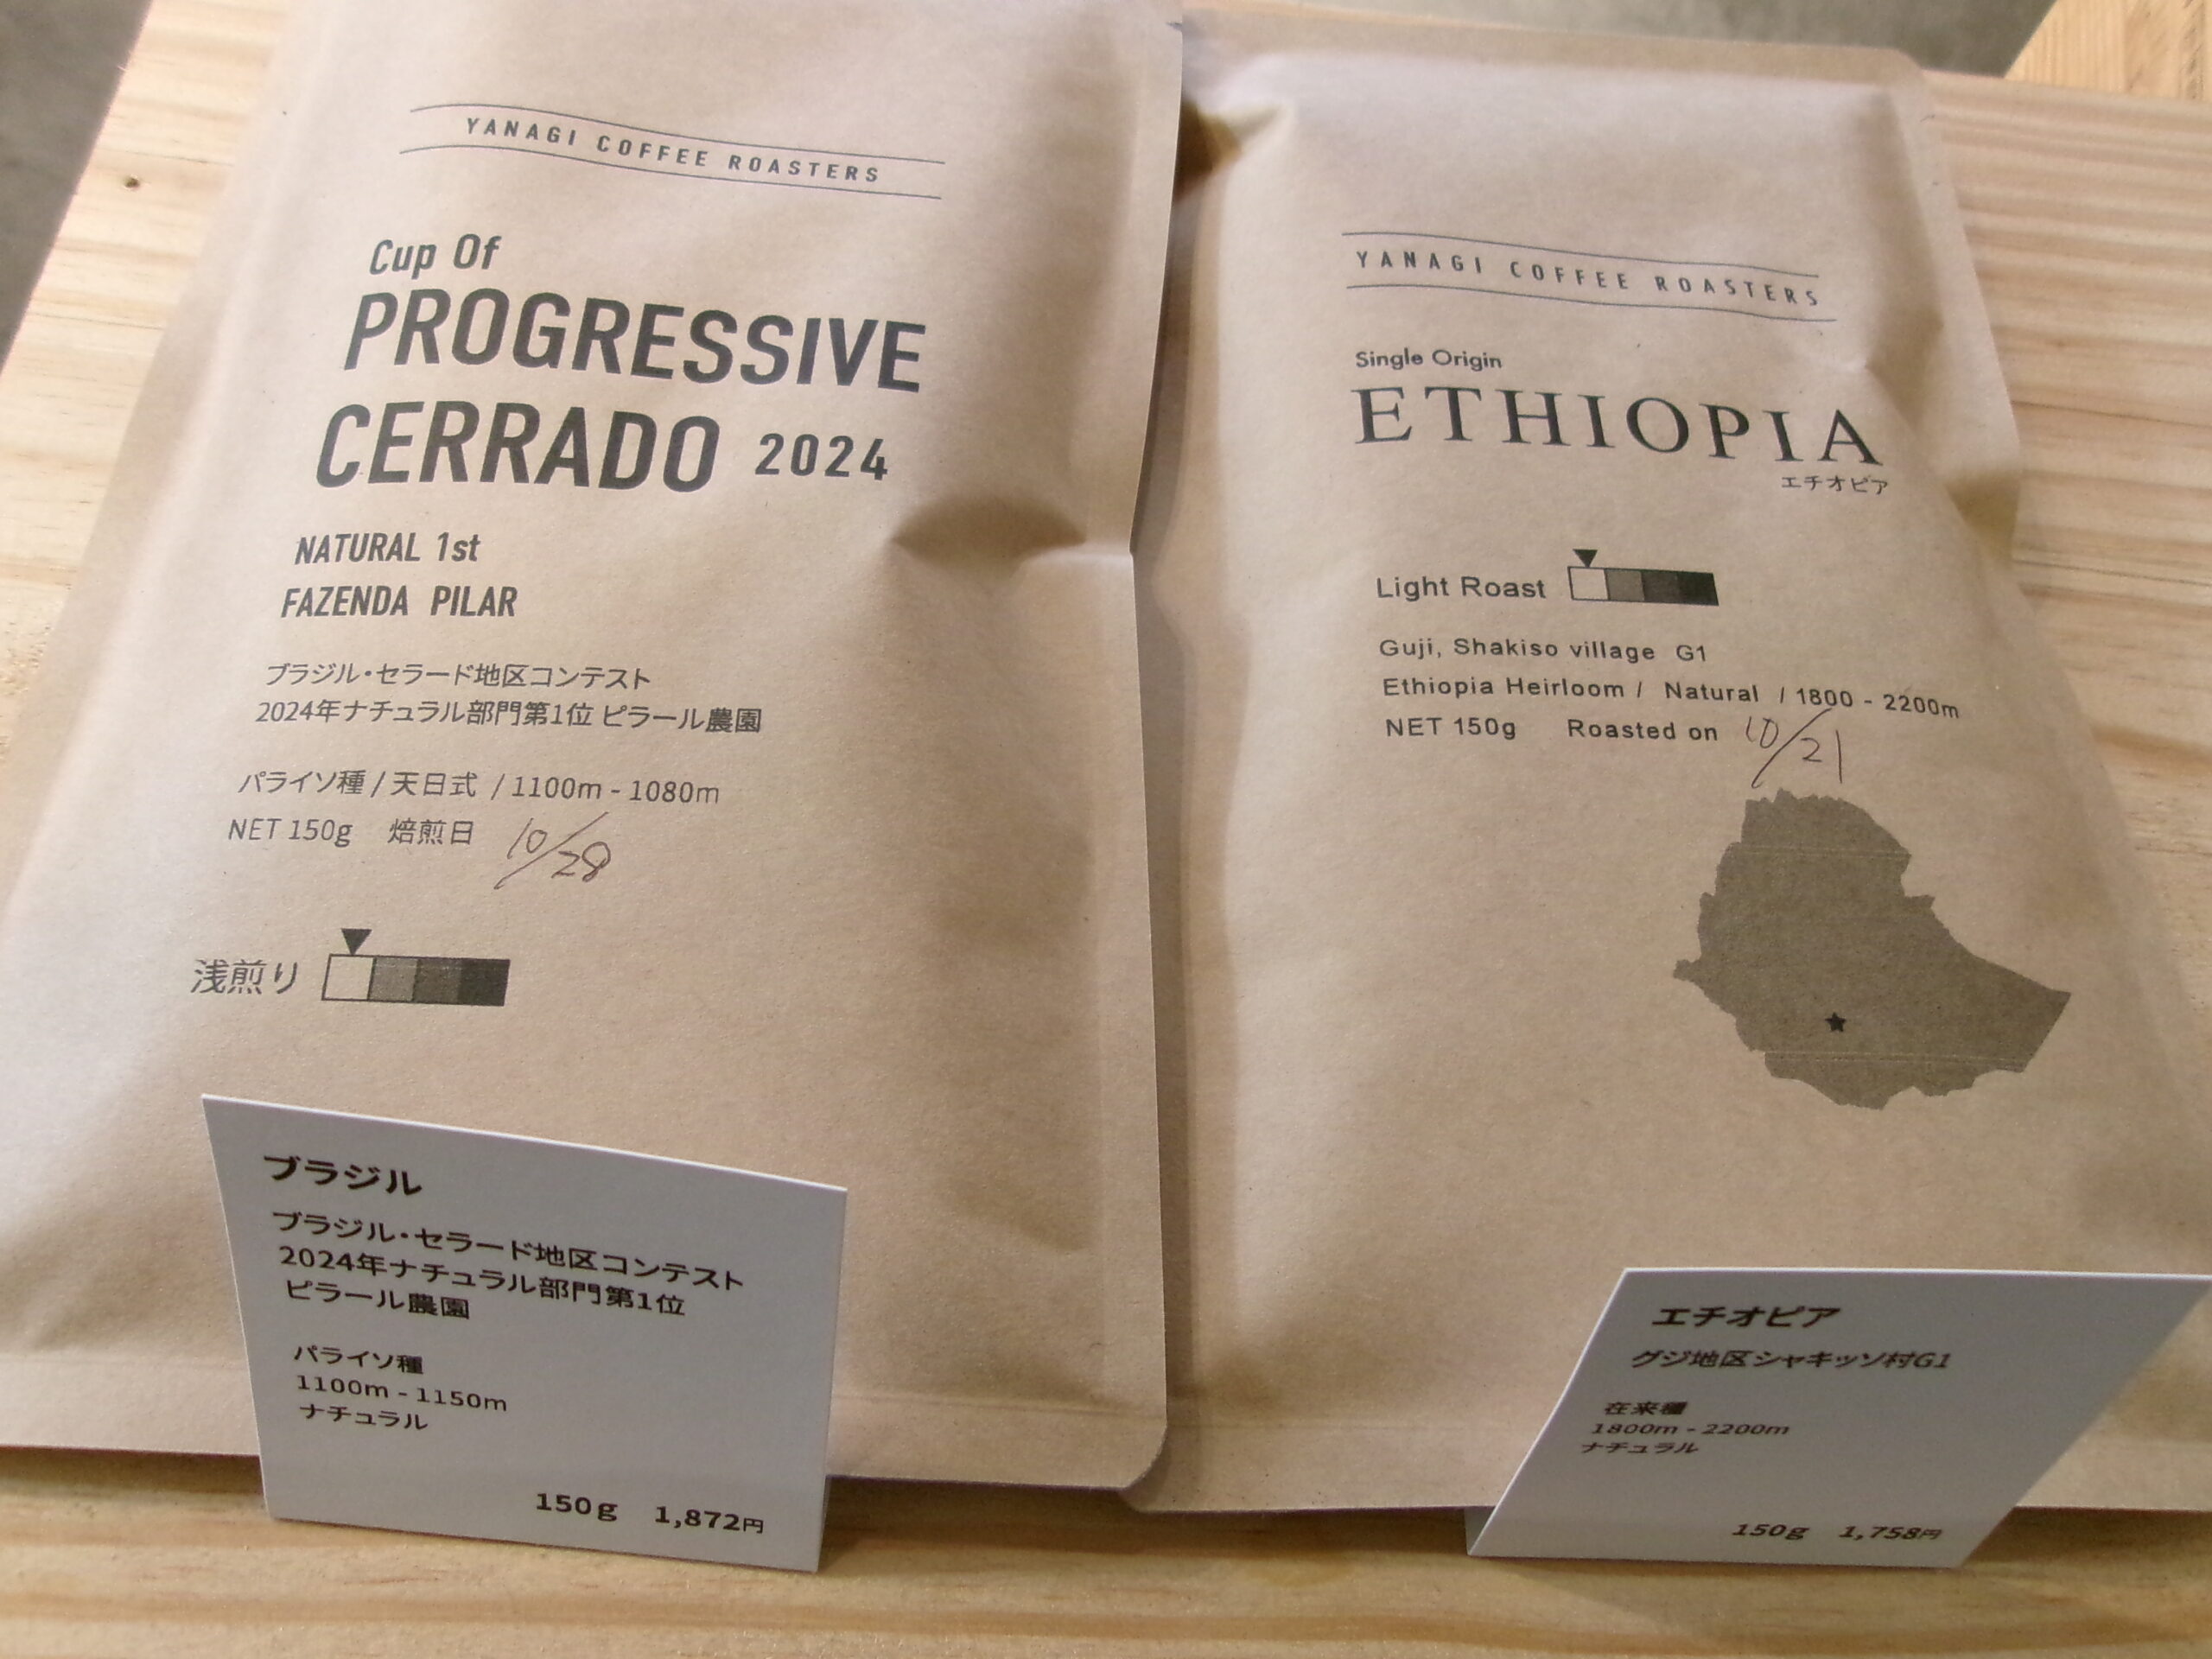 YANAGI COFFEE ROASTERS
Cup Of
PROGRESSIVE
CERRADO 2024
NATURAL 1st
FAZENDA PILAR
ブラジル・セラード地区コンテスト
2024年ナチュラル部門第1位 ピラール農園
パライソ種 / 天日式 / 1100m - 1080m
NET 150g 焙煎日 10/28
浅煎り
ブラジル
ブラジル・セラード地区コンテスト
2024年ナチュラル部門第1位
ピラール農園
パライソ種
1100m - 1150m
ナチュラル
150g 1,872円
YANAGI COFFEE ROASTERS
Single Origin
ETHIOPIA
エチオピア
Light Roast
Guji, Shakiso village G1
Ethiopia Heirloom / Natural / 1800 - 2200m
NET 150g Roasted on 10/21
エチオピア
グジ地区シャキッソ村G1
在来種
1800m - 2200m
ナチュラル
150g 1,758円